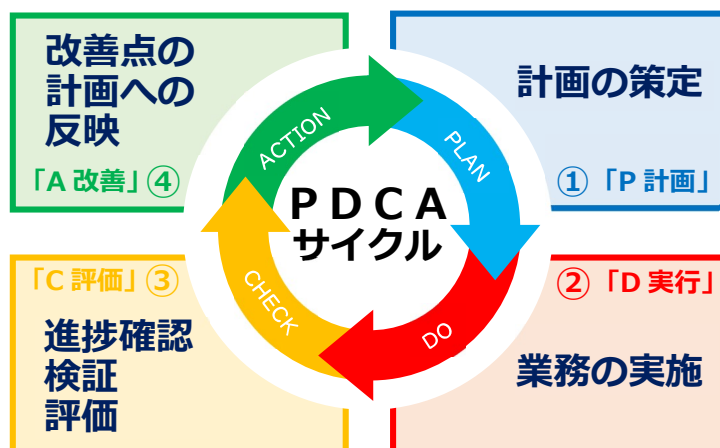 改善点の
計画への
反映
「A 改善」④
計画の策定
①「P 計画」
ACTION
PLAN
PDCA
サイクル
CHECK
DO
「C 評価」③
進捗確認
検証
評価
②「D 実行」
業務の実施